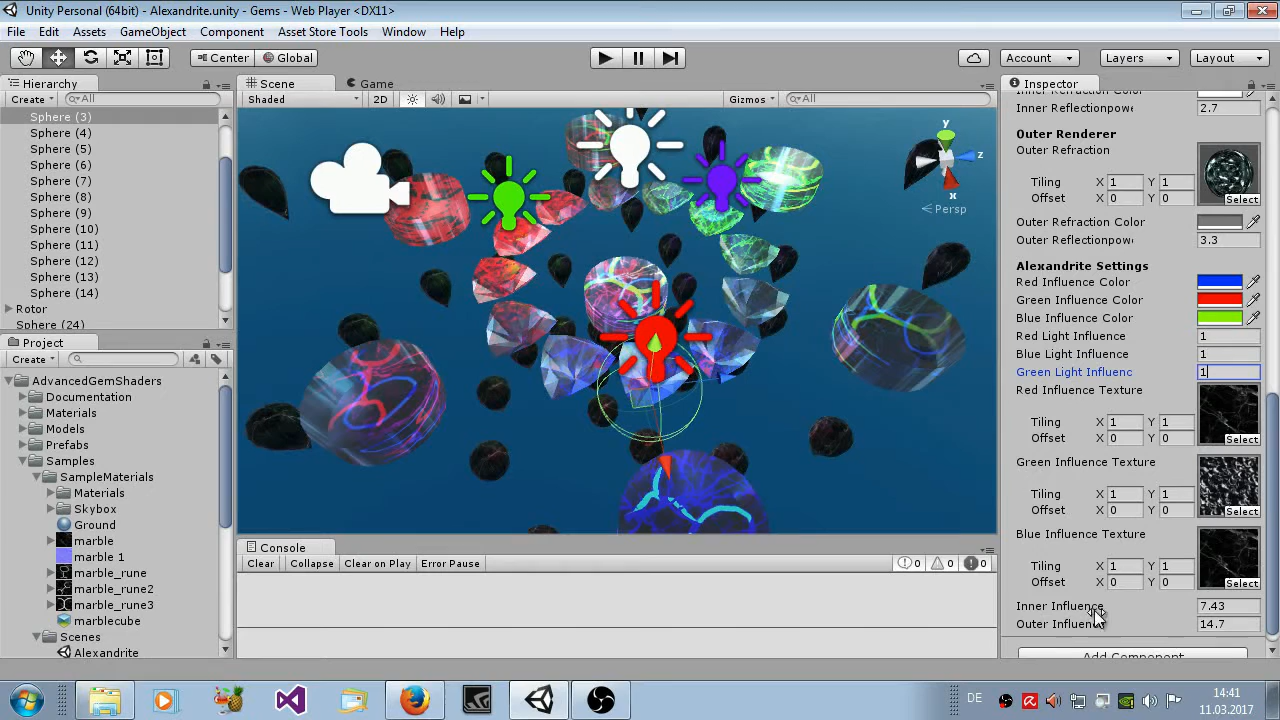 Unity Personal (64bit) - Alexandrite.unity - Gems - Web Player <DX11>
File Edit Assets GameObject Component Asset Store Tools Window Help
Center Global Account Layers Layout
Hierarchy Scene Game Inspector
Create All Shaded 2D Gizmos All
Sphere (3)
Sphere (4)
Sphere (5)
Sphere (6)
Sphere (7)
Sphere (8)
Sphere (9)
Sphere (10)
Sphere (11)
Sphere (12)
Sphere (13)
Sphere (14)
Rotor
Sphere (24)
Project
Create
AdvancedGemShaders
Documentation
Materials
Models
Prefabs
Samples
SampleMaterials
Materials
Skybox
Ground
marble
marble 1
marble_rune
marble_rune2
marble_rune3
marblecube
Scenes
Alexandrite
y
z
x
Persp
Console
Clear Collapse Clear on Play Error Pause 0 0 0
Inner Refraction Color
Inner Reflectionpowe 2.7
Outer Renderer
Outer Refraction
Tiling X 1 Y 1
Offset X 0 Y 0
Select
Outer Refraction Color
Outer Reflectionpowe 3.3
Alexandrite Settings
Red Influence Color
Green Influence Color
Blue Influence Color
Red Light Influence 1
Blue Light Influence 1
Green Light Influenc 1
Red Influence Texture
Tiling X 1 Y 1
Offset X 0 Y 0
Select
Green Influence Texture
Tiling X 1 Y 1
Offset X 0 Y 0
Select
Blue Influence Texture
Tiling X 1 Y 1
Offset X 0 Y 0
Select
Inner Influence 7.43
Outer Influence 14.7
Add Component
DE
14:41
11.03.2017